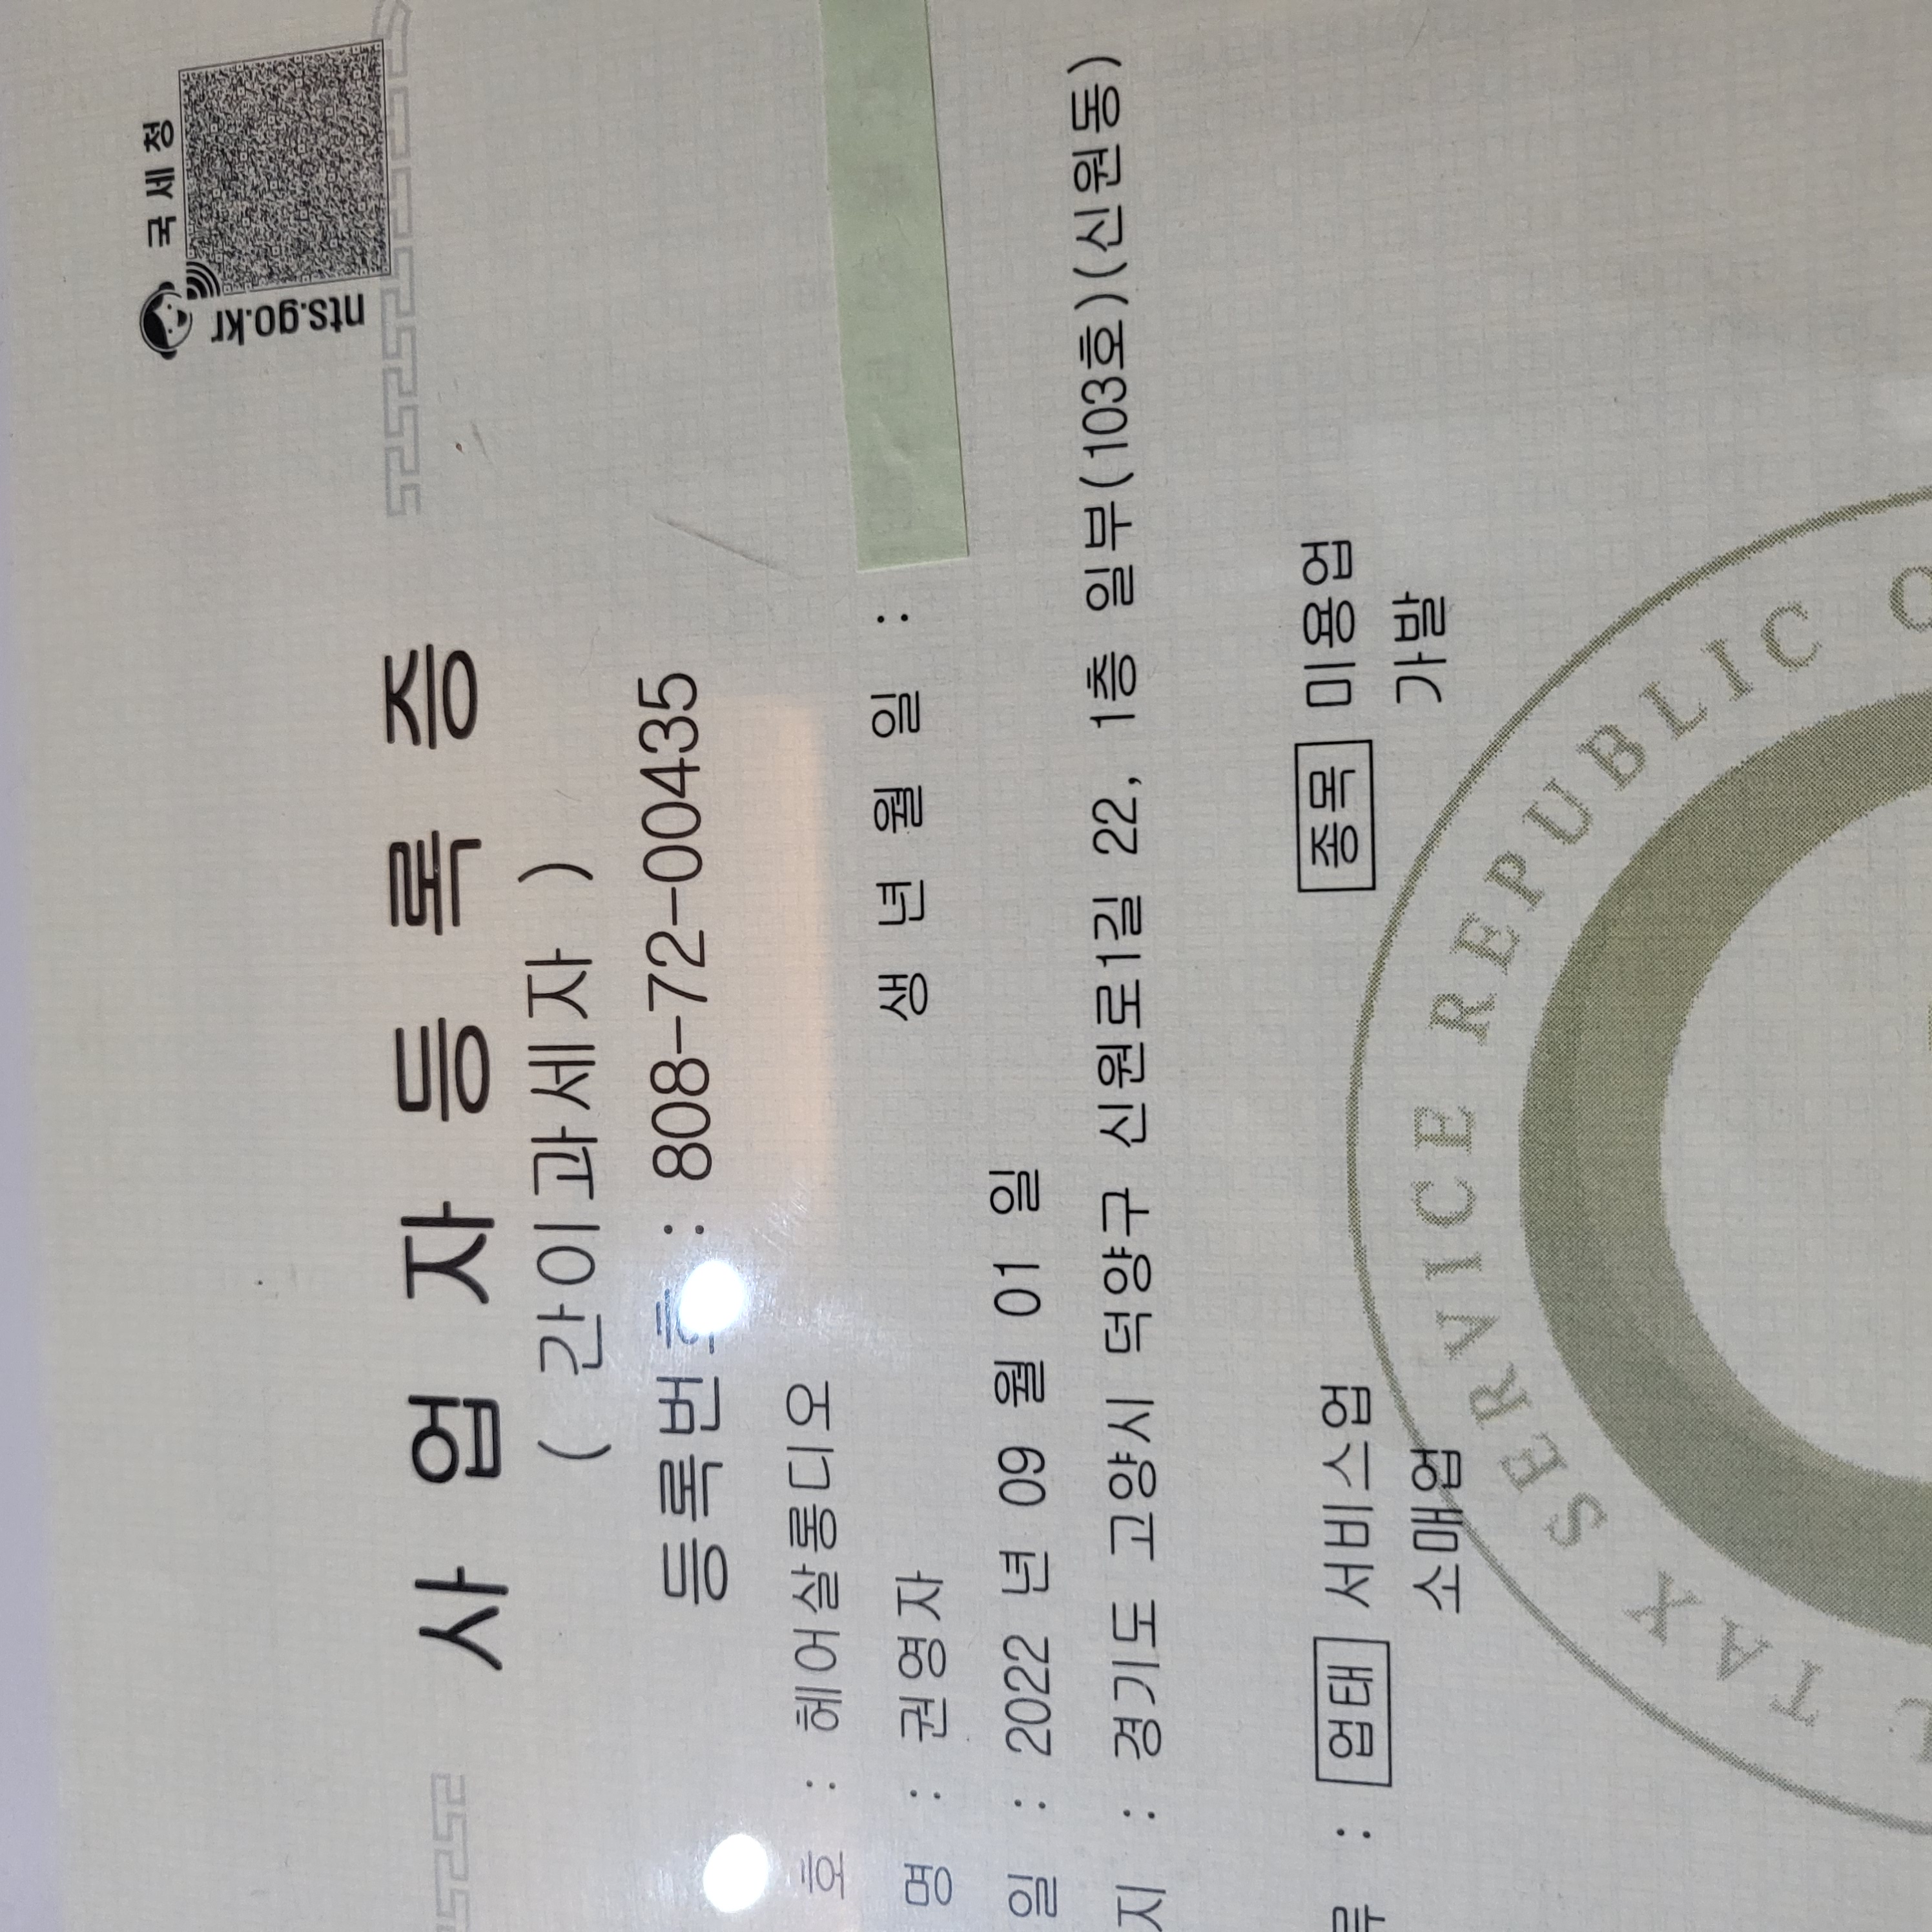 국세청
nts.go.kr
사 업 자 등 록 증
( 간이과세자 )
등록번호 : 808-72-00435
호 : 헤어살롱디오
명 : 권영자 생 년 월 일 :
일 : 2022 년 09 월 01 일
지 : 경기도 고양시 덕양구 신원로1길 22, 1층 일부(103호)(신원동)
류 : 업태 서비스업 종목 미용업
소매업 가발
TAX SERVICE REPUBLIC